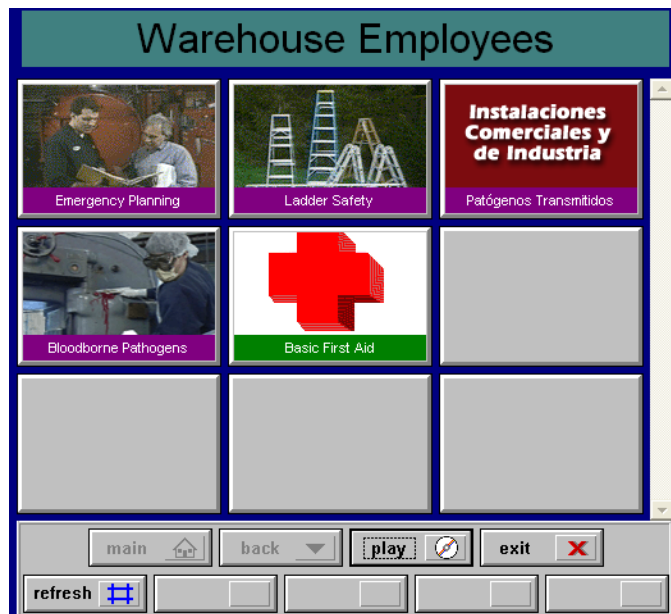 Warehouse Employees
Instalaciones
Comerciales y
de Industria
Emergency Planning
Ladder Safety
Patógenos Transmitidos
Bloodborne Pathogens
Basic First Aid
main
back
play
exit
refresh